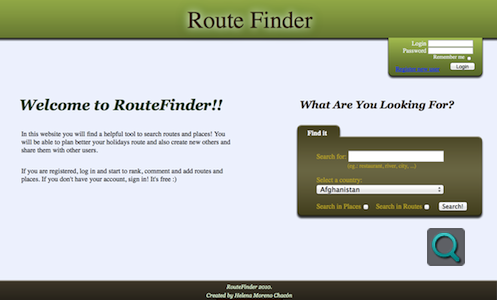 Route Finder
Login
Password
Remember me
Login
Welcome to RouteFinder!!
In this website you will find a helpful tool to search routes and places! You
will be able to plan better your holidays route and also create new others and
share them with other users.
If you are registered, log in and start to rank, comment and add routes and
places. If you don't have your account, sign in! It's free :)
What Are You Looking For?
Find it
Search for:
(eg.: restaurant, river, city, ...)
Select a country:
Afghanistan
Search in Places
Search in Routes
Search!
RouteFinder 2010.
Created by Helena Moreno Chacón